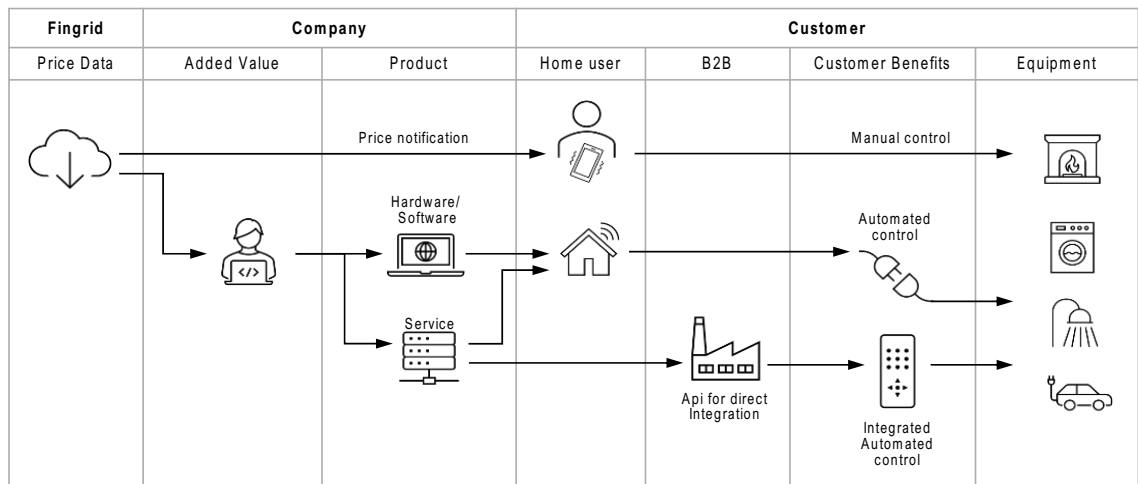 Fingrid
Company
Customer
Price Data
Added Value
Product
Home user
B2B
Customer Benefits
Equipment
Price notification
Manual control
Hardware/
Software
Automated
control
</>
Service
Api for direct
Integration
Integrated
Automated
control